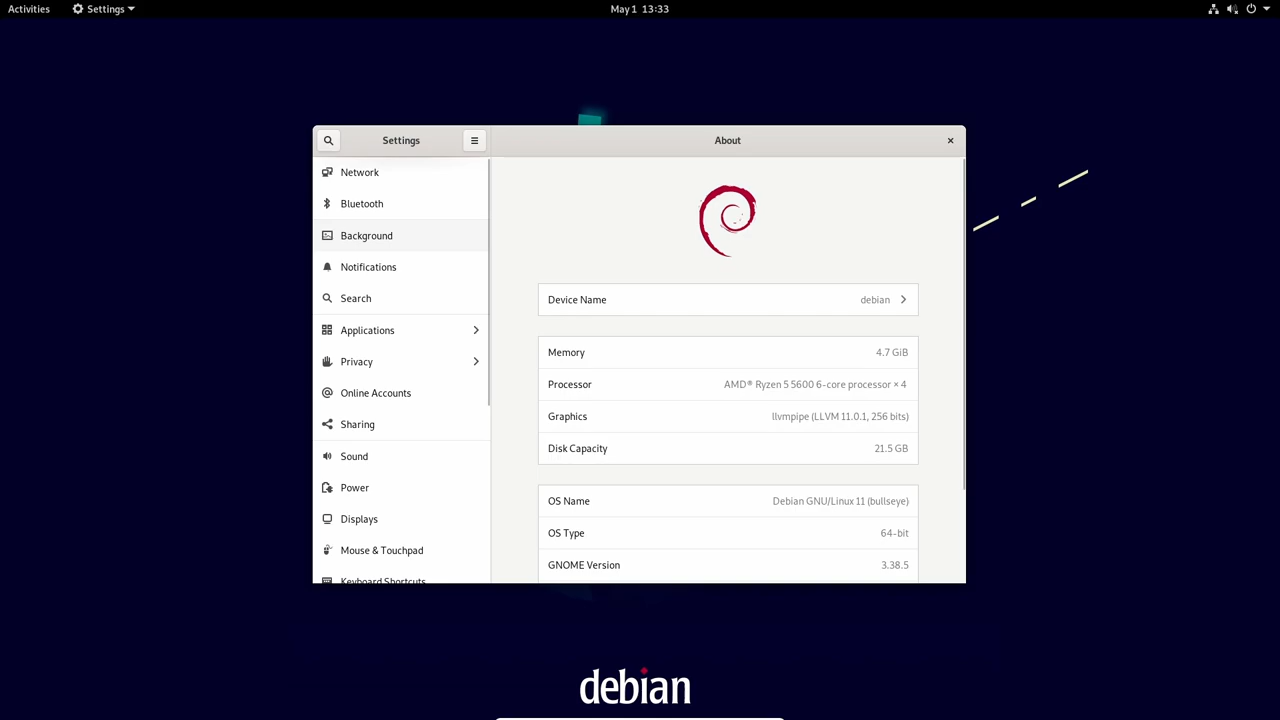 Activities Settings May 1 13:33
Settings About
Network
Bluetooth
Background
Notifications
Search
Applications
Privacy
Online Accounts
Sharing
Sound
Power
Displays
Mouse & Touchpad
Keyboard Shortcuts
Device Name debian
Memory 4.7 GiB
Processor AMD® Ryzen 5 5600 6-core processor × 4
Graphics llvmpipe (LLVM 11.0.1, 256 bits)
Disk Capacity 21.5 GB
OS Name Debian GNU/Linux 11 (bullseye)
OS Type 64-bit
GNOME Version 3.38.5
debian